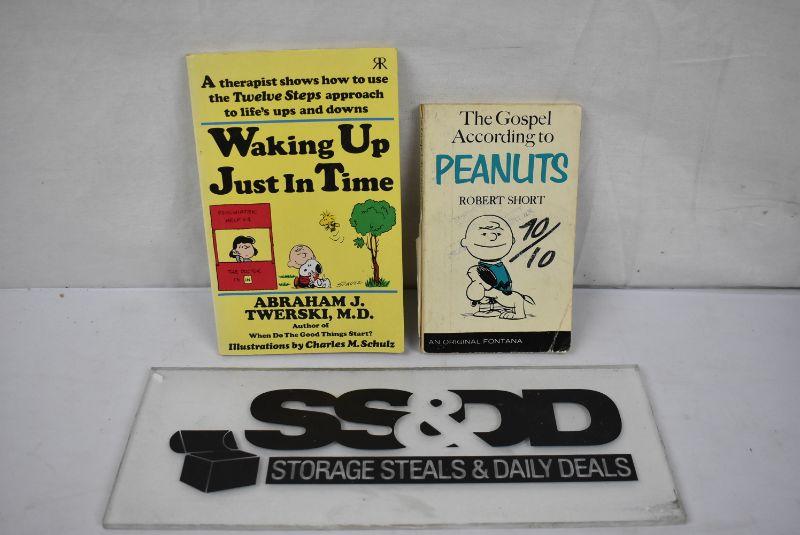 RR
A therapist shows how to use
the Twelve Steps approach
to life's ups and downs
Waking Up
Just In Time
PSYCHIATRIC
HELP 5¢
THE DOCTOR
IS IN
SCHULZ
ABRAHAM J.
TWERSKI, M.D.
Author of
When Do The Good Things Start?
Illustrations by Charles M. Schulz
The Gospel
According to
PEANUTS
ROBERT SHORT
10/10
AN ORIGINAL FONTANA
SS&DD
STORAGE STEALS & DAILY DEALS